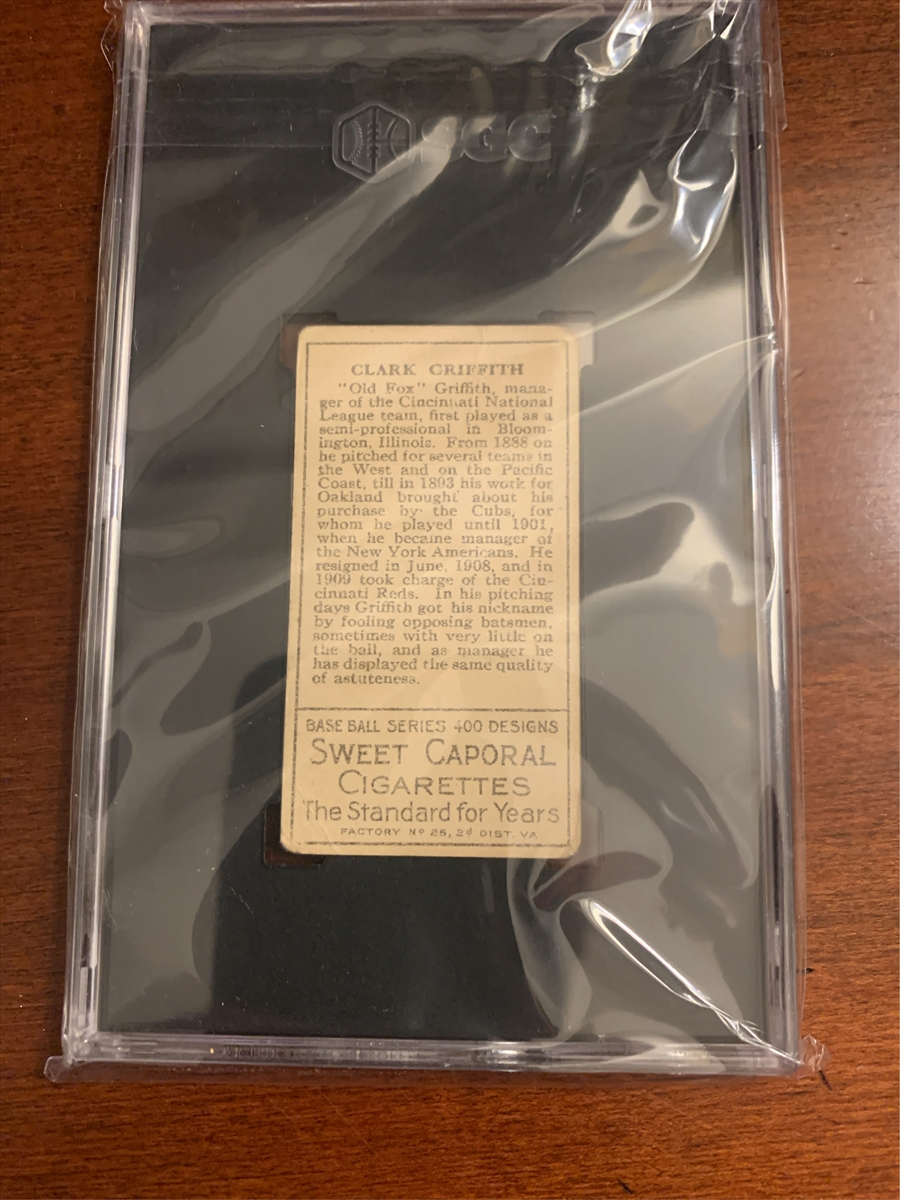 SGC
CLARK GRIFFITH
"Old Fox" Griffith, mana-
ger of the Cincinnati National
League team, first played as a
semi-professional in Bloom-
ington, Illinois. From 1888 on
he pitched for several teams in
the West and on the Pacific
Coast, till in 1893 his work for
Oakland brought about his
purchase by the Cubs, for
whom he played until 1901,
when he became manager of
the New York Americans. He
resigned in June, 1908, and in
1909 took charge of the Cin-
cinnati Reds. In his pitching
days Griffith got his nickname
by fooling opposing batsmen,
sometimes with very little on
the ball, and as manager he
has displayed the same quality
of astuteness.
BASE BALL SERIES 400 DESIGNS
SWEET CAPORAL
CIGARETTES
The Standard for Years
FACTORY Nº 25, 2d DIST. VA.